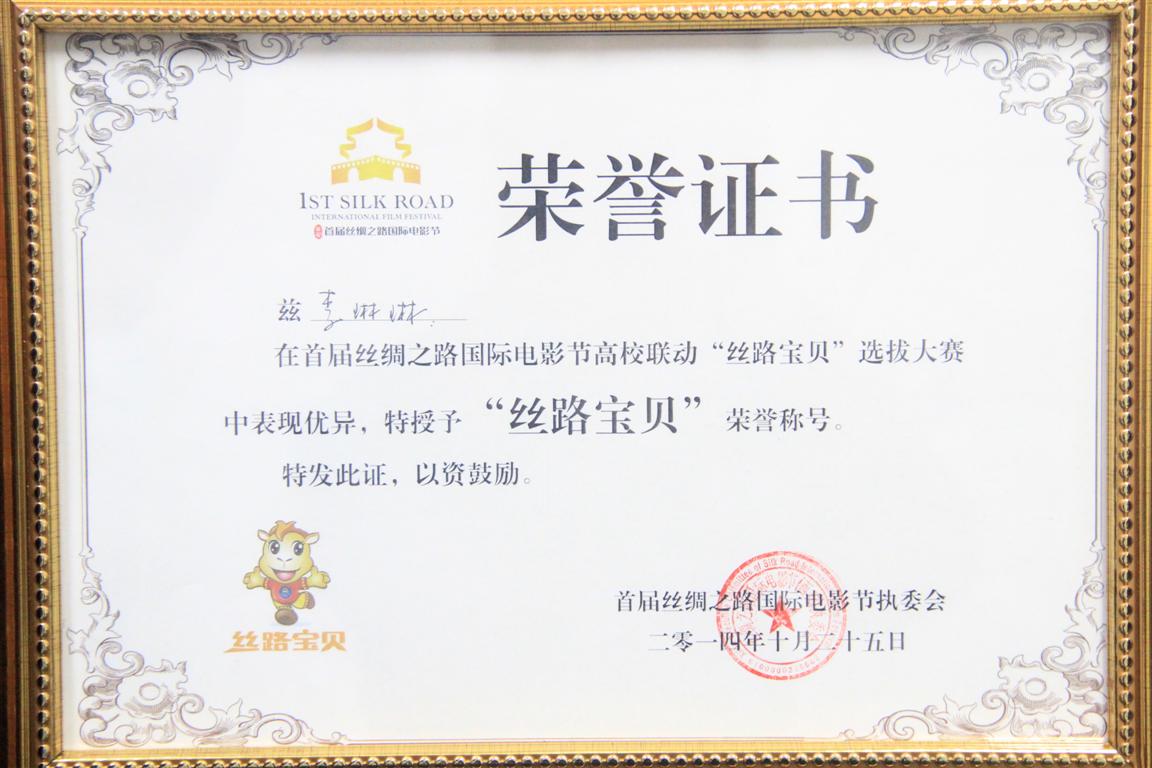 1ST SILK ROAD
INTERNATIONAL FILM FESTIVAL
首届丝绸之路国际电影节
荣誉证书
兹 李琳琳
在首届丝绸之路国际电影节高校联动“丝路宝贝”选拔大赛
中表现优异，特授予“丝路宝贝”荣誉称号。
特发此证，以资鼓励。
丝路宝贝
首届丝绸之路国际电影节执委会
二零一四年十月二十五日